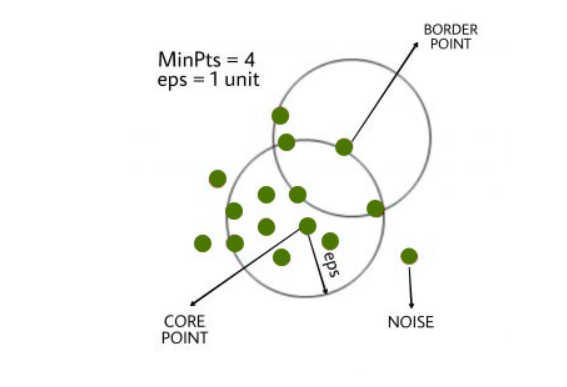 BORDER
POINT
MinPts = 4
eps = 1 unit
eps
CORE
POINT
NOISE